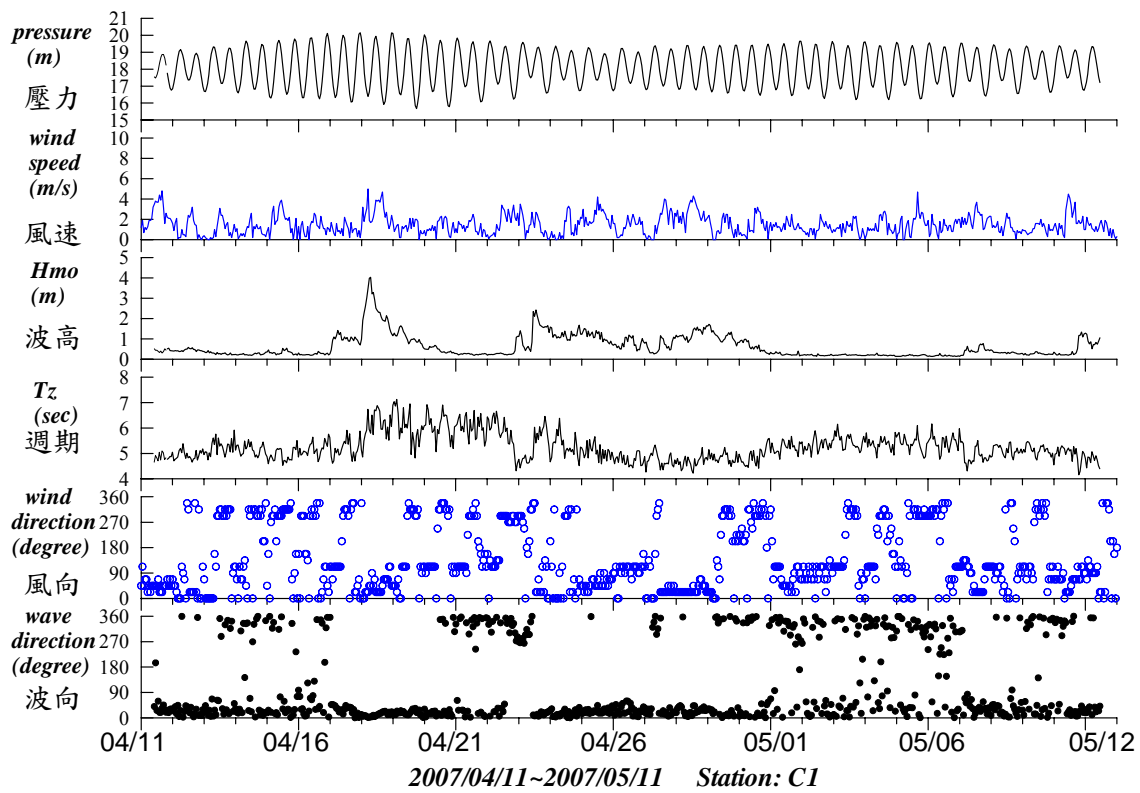 pressure
(m)
壓力
21
20
19
18
17
16
15
wind
speed
(m/s)
風速
10
8
6
4
2
0
Hmo
(m)
波高
5
4
3
2
1
0
Tz
(sec)
週期
8
7
6
5
4
wind
direction
(degree)
風向
360
270
180
90
0
wave
direction
(degree)
波向
360
270
180
90
0
04/11 04/16 04/21 04/26 05/01 05/06 05/12
2007/04/11~2007/05/11 Station: C1